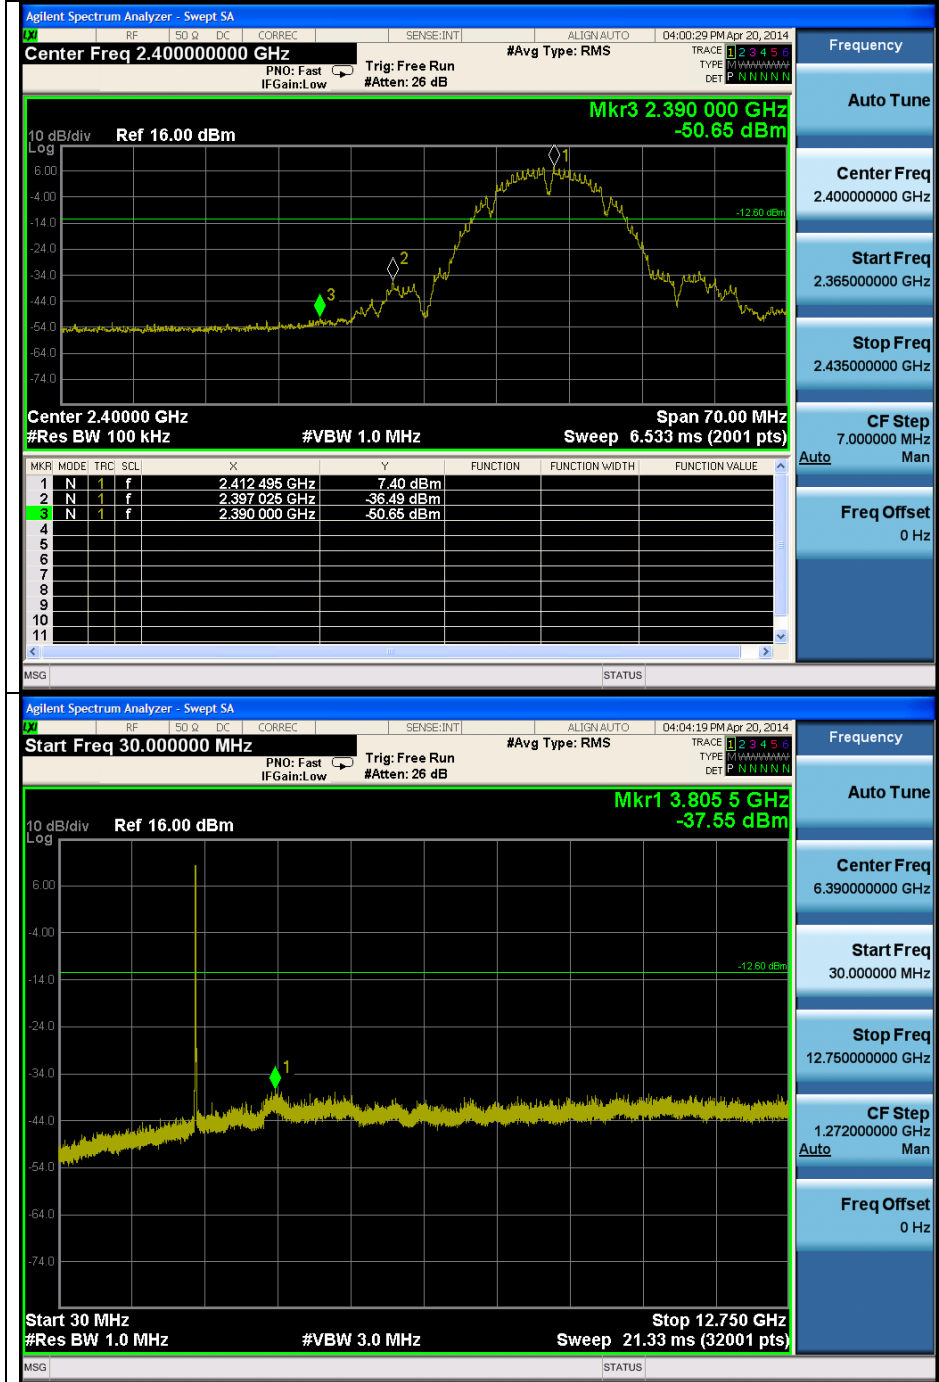 Agilent Spectrum Analyzer - Swept SA
LXI RF 50 Ω DC CORREC SENSE:INT ALIGN AUTO 04:00:29 PM Apr 20, 2014
Center Freq 2.400000000 GHz #Avg Type: RMS TRACE 1 2 3 4 5 6
PNO: Fast Trig: Free Run TYPE M
IFGain:Low #Atten: 26 dB DET P N N N N N
Frequency
Auto Tune
Center Freq
2.400000000 GHz
Start Freq
2.365000000 GHz
Stop Freq
2.435000000 GHz
CF Step
7.000000 MHz
Auto Man
Freq Offset
0 Hz
Mkr3 2.390 000 GHz
-50.65 dBm
10 dB/div Ref 16.00 dBm
Log
1
6.00
-4.00
-12.60 dBm
-14.0
-24.0
2
-34.0
3
-44.0
-54.0
-64.0
-74.0
Center 2.40000 GHz Span 70.00 MHz
#Res BW 100 kHz #VBW 1.0 MHz Sweep 6.533 ms (2001 pts)
MKR MODE TRC SCL X Y FUNCTION FUNCTION WIDTH FUNCTION VALUE
1 N 1 f 2.412 495 GHz 7.40 dBm
2 N 1 f 2.397 025 GHz -36.49 dBm
3 N 1 f 2.390 000 GHz -50.65 dBm
4
5
6
7
8
9
10
11
MSG STATUS
Agilent Spectrum Analyzer - Swept SA
LXI RF 50 Ω DC CORREC SENSE:INT ALIGN AUTO 04:04:19 PM Apr 20, 2014
Start Freq 30.000000 MHz #Avg Type: RMS TRACE 1 2 3 4 5 6
PNO: Fast Trig: Free Run TYPE M
IFGain:Low #Atten: 26 dB DET P N N N N N
Frequency
Auto Tune
Center Freq
6.390000000 GHz
Start Freq
30.000000 MHz
Stop Freq
12.750000000 GHz
CF Step
1.272000000 GHz
Auto Man
Freq Offset
0 Hz
Mkr1 3.805 5 GHz
-37.55 dBm
10 dB/div Ref 16.00 dBm
Log
6.00
-4.00
-12.60 dBm
-14.0
-24.0
-34.0
1
-44.0
-54.0
-64.0
-74.0
Start 30 MHz Stop 12.750 GHz
#Res BW 1.0 MHz #VBW 3.0 MHz Sweep 21.33 ms (32001 pts)
MSG STATUS